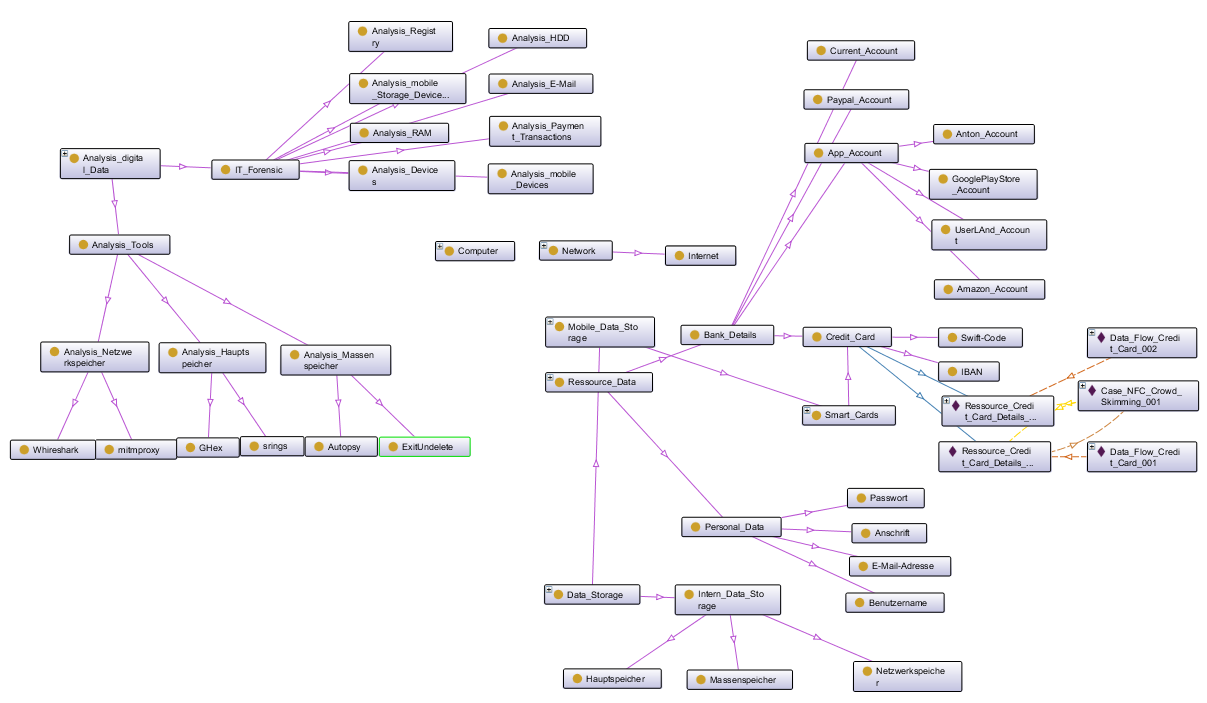 Analysis_Regist
ry
Analysis_HDD
Analysis_mobile
_Storage_Device...
Analysis_E-Mail
Analysis_RAM
Analysis_Paymen
t_Transactions
Analysis_digita
l_Data
IT_Forensic
Analysis_Device
s
Analysis_mobile
_Devices
Analysis_Tools
Analysis_Netzwe
rkspeicher
Analysis_Haupts
peicher
Analysis_Massen
speicher
Whireshark
mitmproxy
GHex
srings
Autopsy
ExitUndelete
Computer
Network
Internet
Current_Account
Paypal_Account
App_Account
Anton_Account
GooglePlayStore
_Account
UserLAnd_Accoun
t
Amazon_Account
Mobile_Data_Sto
rage
Bank_Details
Credit_Card
Swift-Code
IBAN
Ressource_Data
Smart_Cards
Data_Flow_Credi
t_Card_002
Case_NFC_Crowd_
Skimming_001
Ressource_Credi
t_Card_Details_...
Ressource_Credi
t_Card_Details_...
Data_Flow_Credi
t_Card_001
Personal_Data
Passwort
Anschrift
E-Mail-Adresse
Benutzername
Data_Storage
Intern_Data_Sto
rage
Hauptspeicher
Massenspeicher
Netzwerkspeiche
r